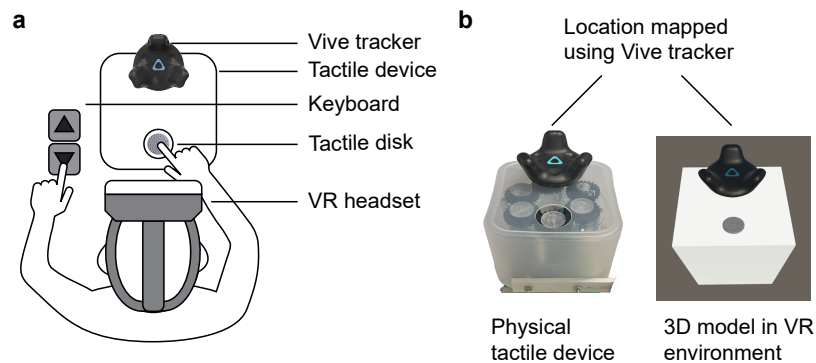 a
Vive tracker
Tactile device
Keyboard
Tactile disk
VR headset
b
Location mapped
using Vive tracker
Physical
tactile device
3D model in VR
environment